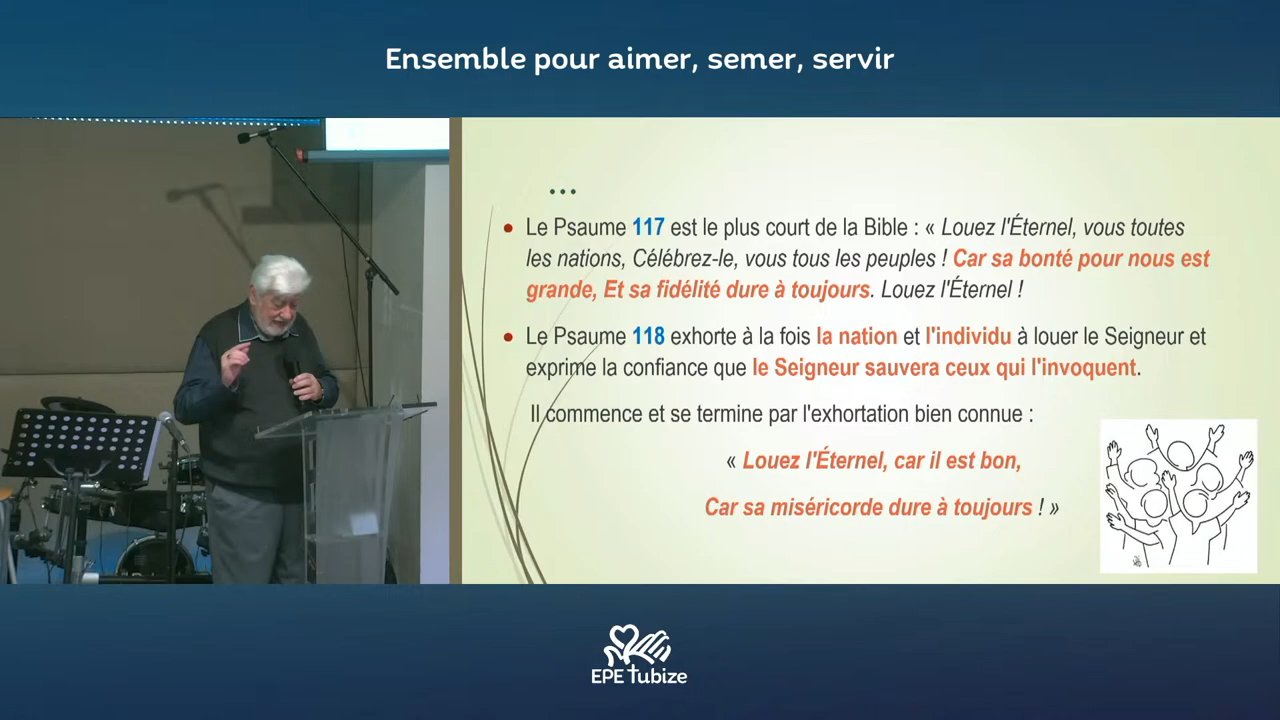 Ensemble pour aimer, semer, servir
...
Le Psaume 117 est le plus court de la Bible : « Louez l'Éternel, vous toutes
les nations, Célébrez-le, vous tous les peuples ! Car sa bonté pour nous est
grande, Et sa fidélité dure à toujours. Louez l'Éternel !
Le Psaume 118 exhorte à la fois la nation et l'individu à louer le Seigneur et
exprime la confiance que le Seigneur sauvera ceux qui l'invoquent.
Il commence et se termine par l'exhortation bien connue :
« Louez l'Éternel, car il est bon,
Car sa miséricorde dure à toujours ! »
EPE Tubize